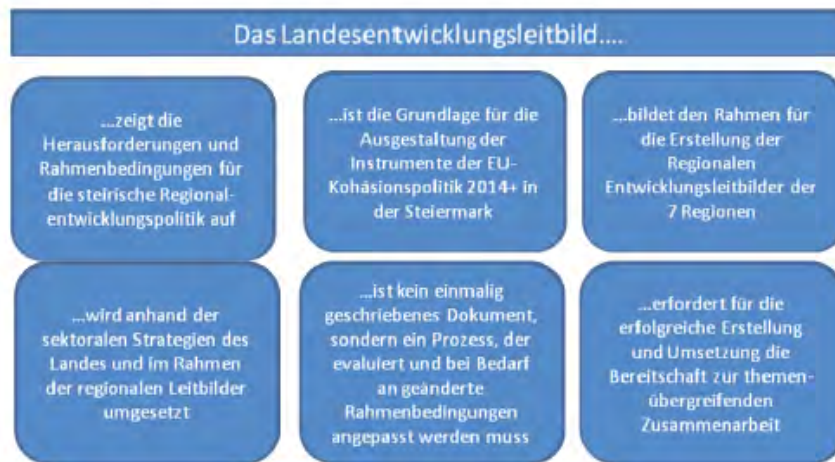 Das Landesentwicklungsleitbild....
...zeigt die
Herausforderungen und
Rahmenbedingungen für
die steirische Regional-
entwicklungspolitik auf
...ist die Grundlage für die
Ausgestaltung der
Instrumente der EU-
Kohäsionspolitik 2014+ in
der Steiermark
...bildet den Rahmen für
die Erstellung der
Regionalen
Entwicklungsleitbilder der
7 Regionen
...wird anhand der
sektoralen Strategien des
Landes und im Rahmen
der regionalen Leitbilder
umgesetzt
...ist kein einmalig
geschriebenes Dokument,
sondern ein Prozess, der
evaluiert und bei Bedarf
an geänderte
Rahmenbedingungen
angepasst werden muss
...erfordert für die
erfolgreiche Erstellung
und Umsetzung die
Bereitschaft zur themen-
übergreifenden
Zusammenarbeit